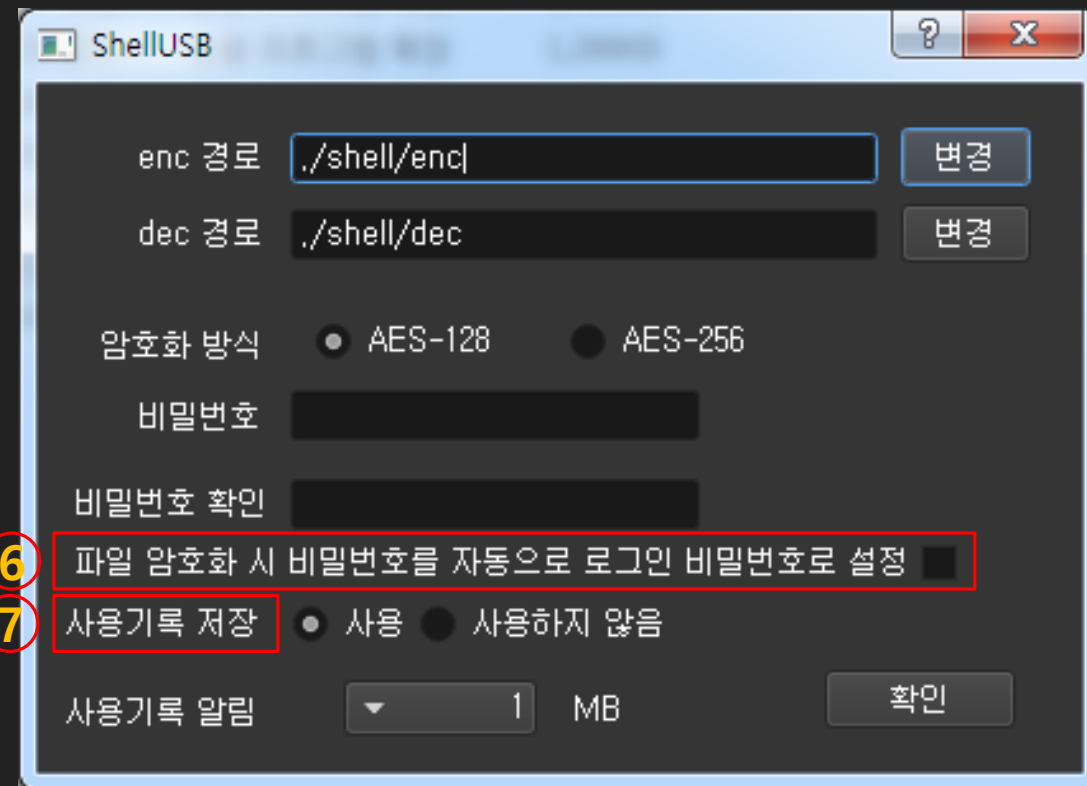 ShellUSB
enc 경로 ./shell/enc 변경
dec 경로 ./shell/dec 변경
암호화 방식 AES-128 AES-256
비밀번호
비밀번호 확인
6 파일 암호화 시 비밀번호를 자동으로 로그인 비밀번호로 설정
7 사용기록 저장 사용 사용하지 않음
사용기록 알림 1 MB 확인